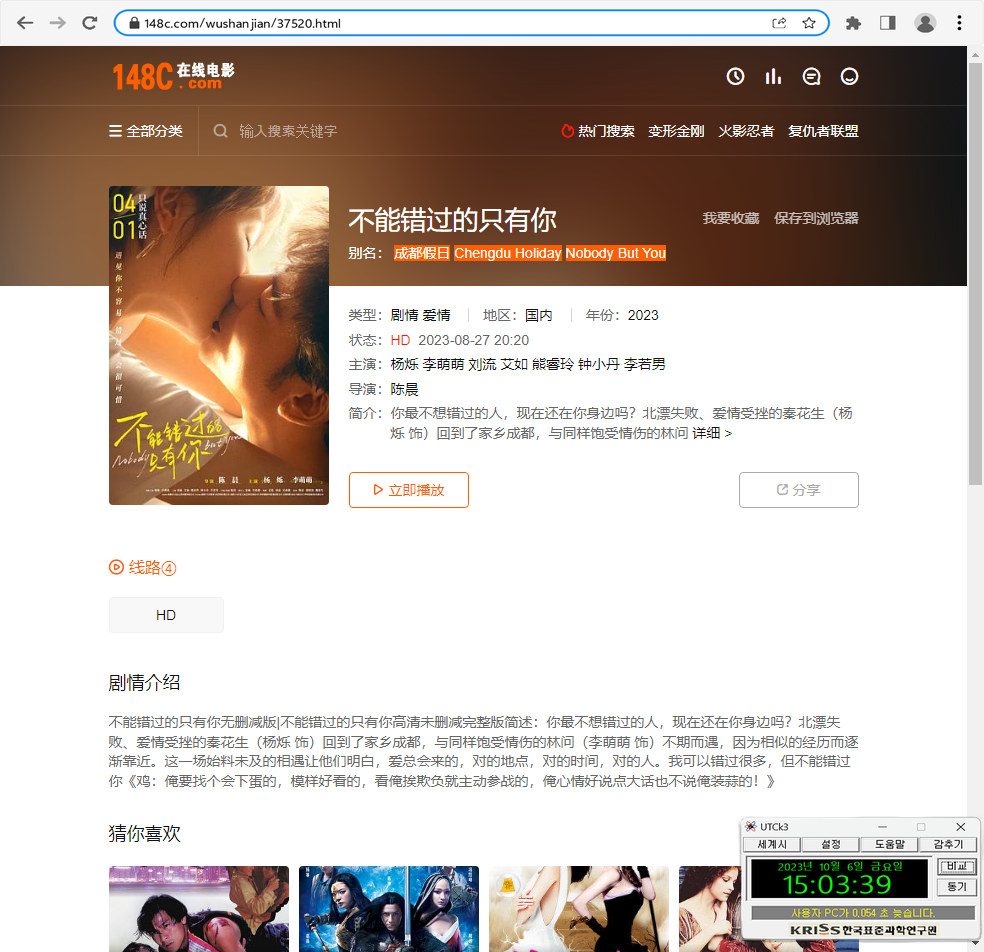 148c.com/wushanjian/37520.html
148C 在线电影
.com
全部分类 输入搜索关键字 热门搜索 变形金刚 火影忍者 复仇者联盟
04
01
只说真心话
遇见你不容易 错过了会很可惜
不能错过的只有你
Nobody but you
导演 陈晨 主演 杨烁 李萌萌
不能错过的只有你 我要收藏 保存到浏览器
别名： 成都假日 Chengdu Holiday Nobody But You
类型：剧情 爱情 地区：国内 年份：2023
状态：HD 2023-08-27 20:20
主演：杨烁 李萌萌 刘流 艾如 熊睿玲 钟小丹 李若男
导演：陈晨
简介：你最不想错过的人，现在还在你身边吗？北漂失败、爱情受挫的秦花生（杨
烁 饰）回到了家乡成都，与同样饱受情伤的林问 详细 >
立即播放 分享
线路④
HD
剧情介绍
不能错过的只有你无删减版|不能错过的只有你高清未删减完整版简述：你最不想错过的人，现在还在你身边吗？北漂失
败、爱情受挫的秦花生（杨烁 饰）回到了家乡成都，与同样饱受情伤的林问（李萌萌 饰）不期而遇，因为相似的经历而逐
渐靠近。这一场始料未及的相遇让他们明白，爱总会来的，对的地点，对的时间，对的人。我可以错过很多，但不能错过
你《鸡：俺要找个会下蛋的，模样好看的，看俺挨欺负就主动参战的，俺心情好说点大话也不说俺装蒜的！》
猜你喜欢
UTCk3
세계시 설정 도움말 감추기
2023년 10월 6일 금요일
15:03:39
비교
동기
사용자 PC가 0.054 초 늦습니다.
KRISS 한국표준과학연구원